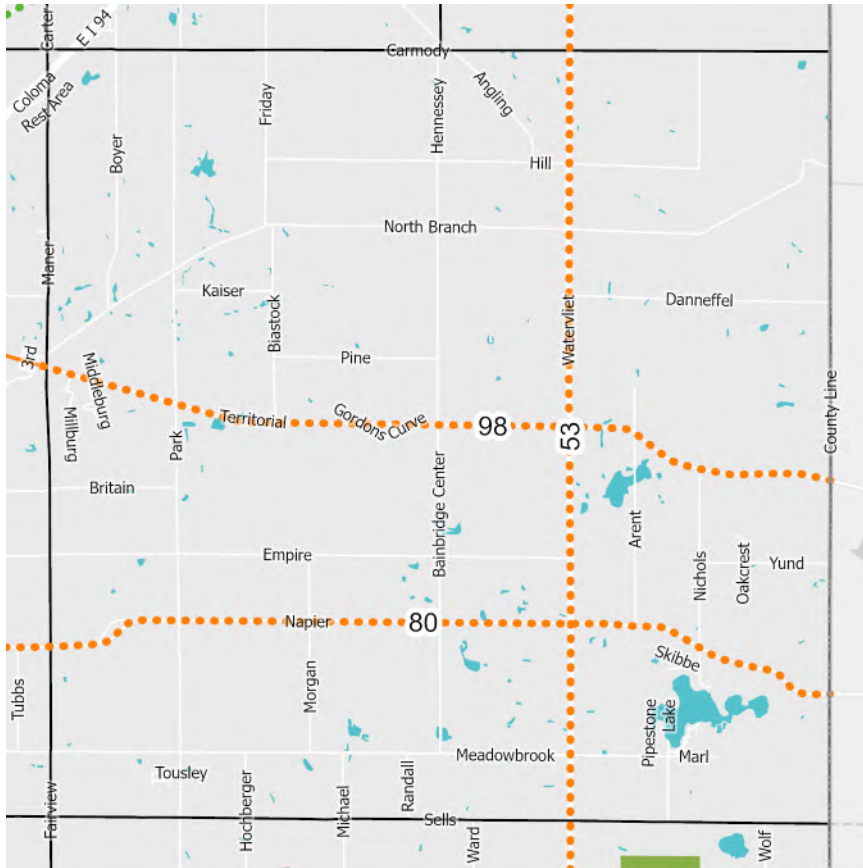 Carter
E I 94
Coloma
Rest Area
Carmody
Friday
Hennessey
Angling
Boyer
Hill
North Branch
Maner
Kaiser
Biastock
Watervliet
Danneffel
3rd
Middleburg
Millburg
Pine
Territorial
Gordons Curve
98
53
County Line
Park
Britain
Bainbridge Center
Arent
Empire
Nichols
Oakcrest
Yund
Napier
80
Skibbe
Tubbs
Morgan
Pipestone
Lake
Meadowbrook
Marl
Tousley
Hochberger
Michael
Randall
Fairview
Sells
Ward
Wolf